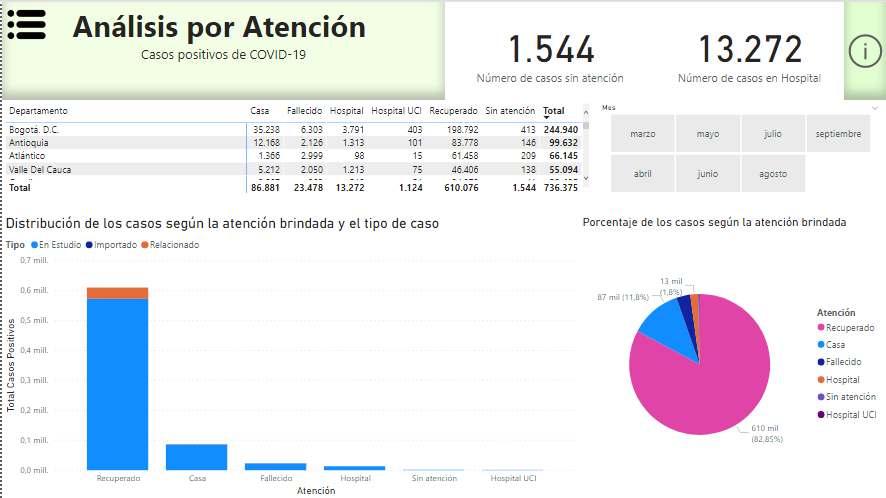 Análisis por Atención
Casos positivos de COVID-19
1.544
Número de casos sin atención
13.272
Número de casos en Hospital
Departamento Casa Fallecido Hospital Hospital UCI Recuperado Sin atención Total
Bogotá. D.C. 35.238 6.303 3.791 403 198.792 413 244.940
Antioquia 12.168 2.126 1.313 101 83.778 146 99.632
Atlántico 1.366 2.999 98 15 61.458 209 66.145
Valle Del Cauca 5.212 2.050 1.213 75 46.406 138 55.094
Total 86.881 23.478 13.272 1.124 610.076 1.544 736.375
Mes
marzo mayo julio septiembre
abril junio agosto
Distribución de los casos según la atención brindada y el tipo de caso
Tipo En Estudio Importado Relacionado
0,7 mill.
0,6 mill.
0,5 mill.
0,4 mill.
0,3 mill.
0,2 mill.
0,1 mill.
0,0 mill.
Total Casos Positivos
Recuperado Casa Fallecido Hospital Sin atención Hospital UCI
Atención
Porcentaje de los casos según la atención brindada
13 mil
(1,8%)
87 mil (11,8%)
610 mil
(82,85%)
Atención
Recuperado
Casa
Fallecido
Hospital
Sin atención
Hospital UCI